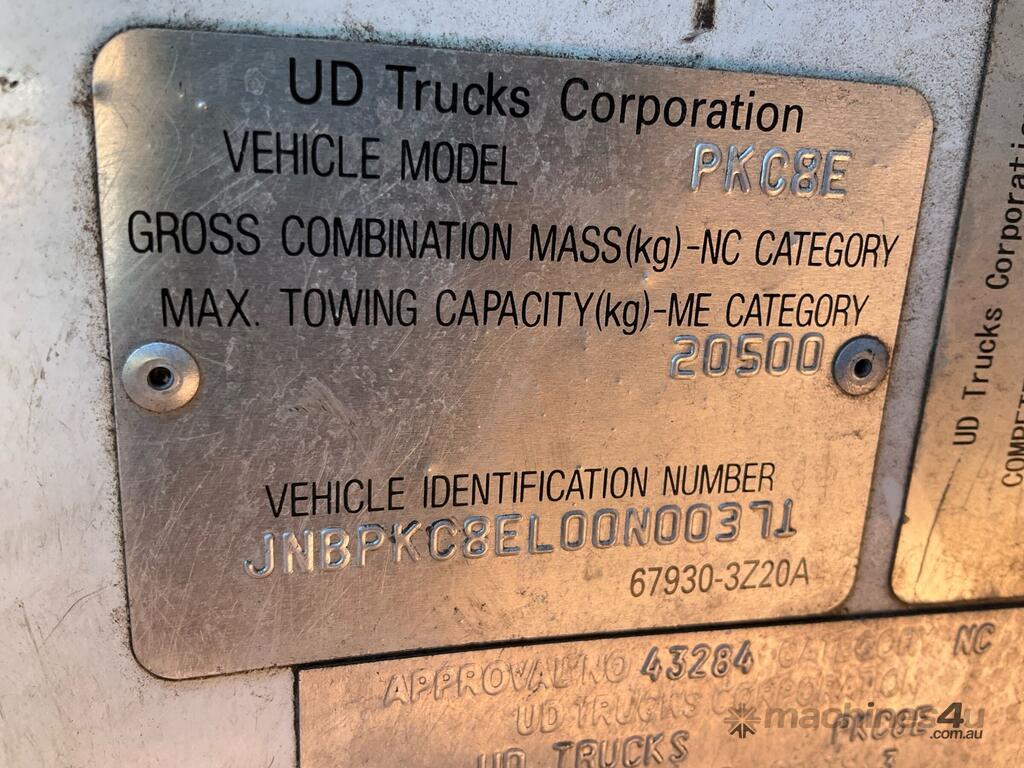 UD Trucks Corporation
VEHICLE MODEL PKC8E
GROSS COMBINATION MASS(kg)-NC CATEGORY
MAX. TOWING CAPACITY(kg)-ME CATEGORY
20500
VEHICLE IDENTIFICATION NUMBER
JNBPKC8EL00N00371
67930-3Z20A
UD Trucks Corporati
APPROVAL NO 43284 CATEGORY NC
UD TRUCKS CORPORATION
UD TRUCKS PKC8E
machines4u
.com.au